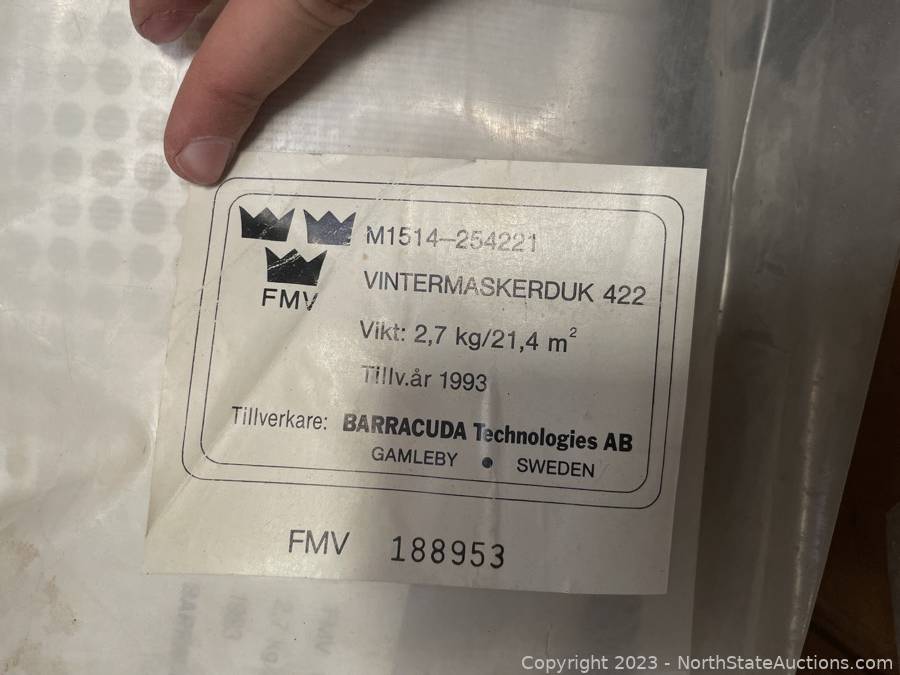 M1514-254221
FMV
VINTERMASKERDUK 422
Vikt: 2,7 kg/21,4 m²
Tillv.år 1993
Tillverkare: BARRACUDA Technologies AB
GAMLEBY • SWEDEN
FMV 188953
Copyright © 2023 - NorthStateAuctions.com